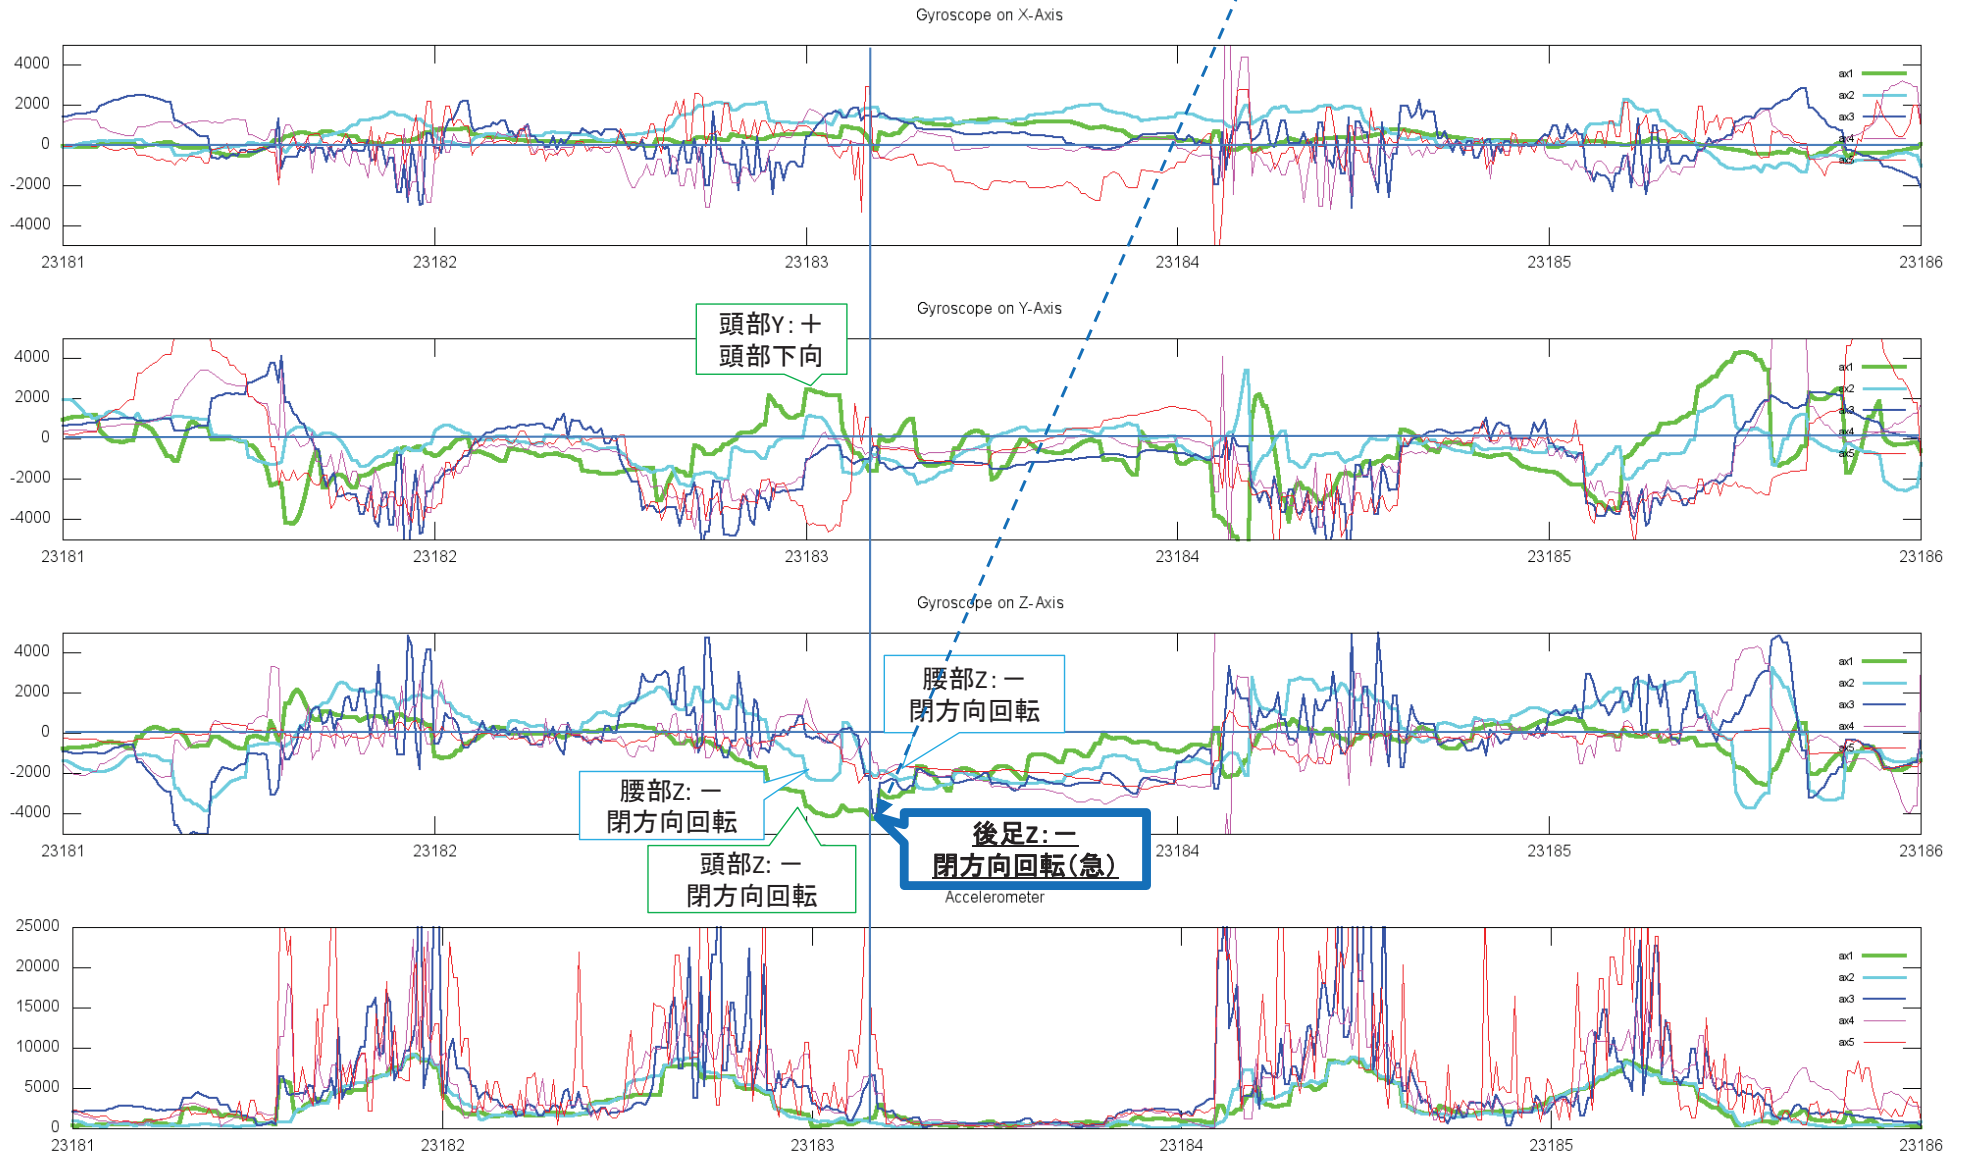 Gyroscope on X-Axis
4000
2000
0
-2000
-4000
ax1
ax2
ax3
ax4
ax5
23181
23182
23183
23184
23185
23186
Gyroscope on Y-Axis
頭部Y:＋
頭部下向
4000
2000
0
-2000
-4000
ax1
ax2
ax3
ax4
ax5
23181
23182
23183
23184
23185
23186
Gyroscope on Z-Axis
4000
2000
0
-2000
-4000
腰部Z:ー
閉方向回転
ax1
ax2
ax3
ax4
ax5
腰部Z:ー
閉方向回転
後足Z:ー
閉方向回転(急)
頭部Z:ー
閉方向回転
23181
23182
23184
23185
23186
Accelerometer
25000
20000
15000
10000
5000
0
ax1
ax2
ax3
ax4
ax5
23181
23182
23183
23184
23185
23186